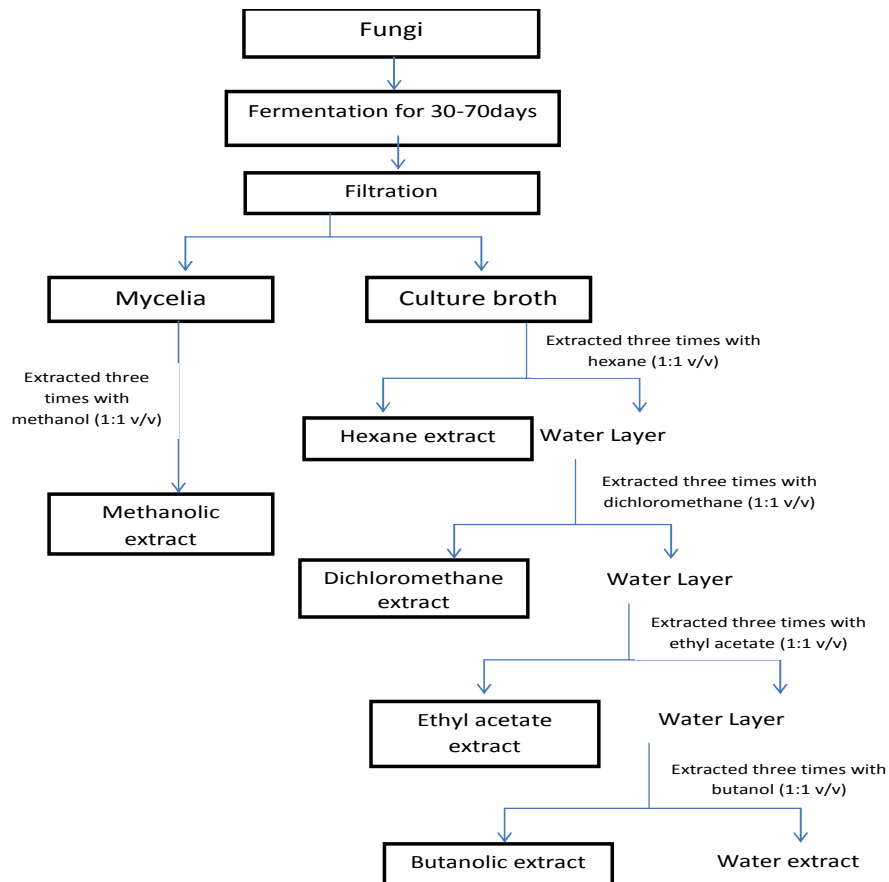 Fungi
Fermentation for 30-70days
Filtration
Mycelia
Culture broth
Extracted three times with
hexane (1:1 v/v)
Extracted three
times with
methanol (1:1 v/v)
Hexane extract
Water Layer
Extracted three times with
dichloromethane (1:1 v/v)
Methanolic
extract
Dichloromethane
extract
Water Layer
Extracted three times with
ethyl acetate (1:1 v/v)
Ethyl acetate
extract
Water Layer
Extracted three times with
butanol (1:1 v/v)
Butanolic extract
Water extract